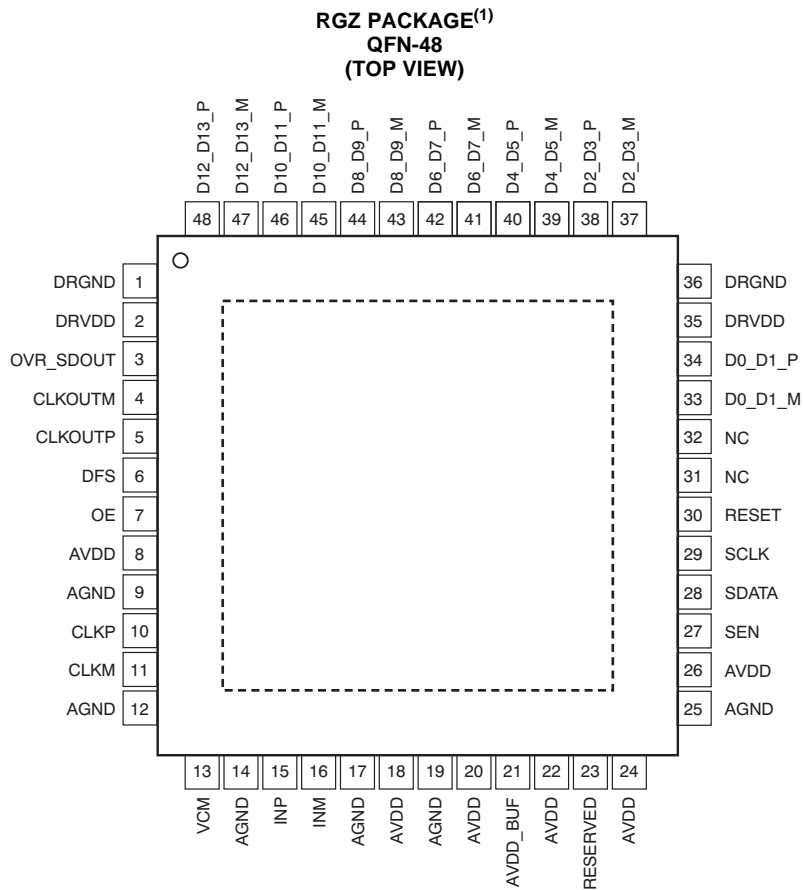 RGZ PACKAGE(1)
QFN-48
(TOP VIEW)
D12_D13_P
D12_D13_M
D10_D11_P
D10_D11_M
D8_D9_P
D8_D9_M
D6_D7_P
D6_D7_M
D4_D5_P
D4_D5_M
D2_D3_P
D2_D3_M
48 47 46 45 44 43 42 41 40 39 38 37
DRGND 1
DRVDD 2
OVR_SDOUT 3
CLKOUTM 4
CLKOUTP 5
DFS 6
OE 7
AVDD 8
AGND 9
CLKP 10
CLKM 11
AGND 12
36 DRGND
35 DRVDD
34 D0_D1_P
33 D0_D1_M
32 NC
31 NC
30 RESET
29 SCLK
28 SDATA
27 SEN
26 AVDD
25 AGND
13 14 15 16 17 18 19 20 21 22 23 24
VCM
AGND
INP
INM
AGND
AVDD
AGND
AVDD
AVDD_BUF
AVDD
RESERVED
AVDD